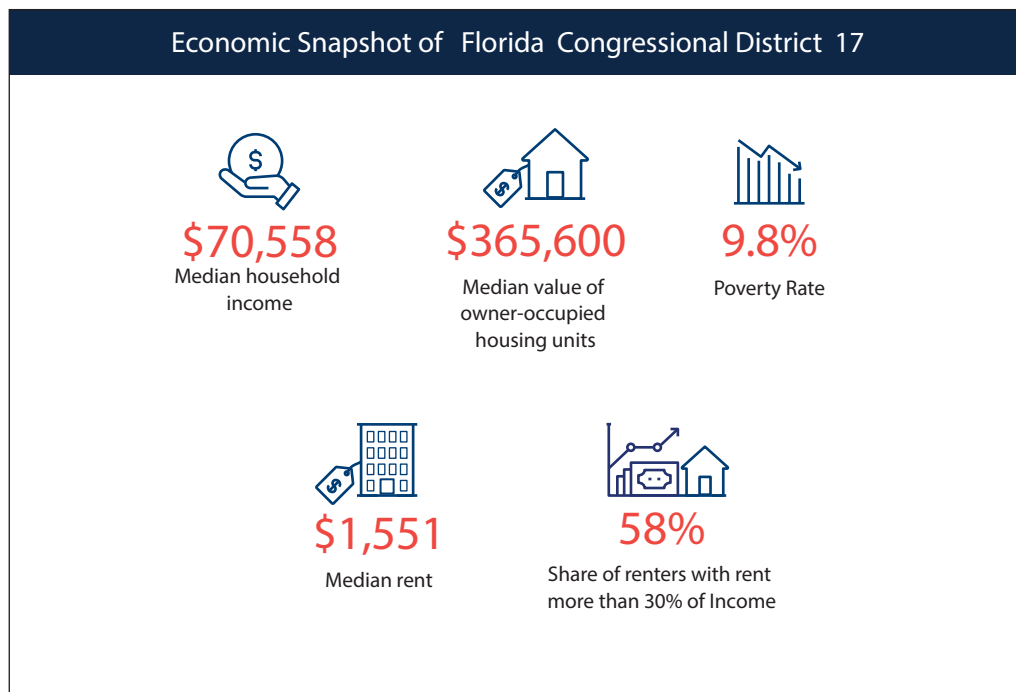 Economic Snapshot of Florida Congressional District 17
$
$70,558
Median household
income
$
$365,600
Median value of
owner-occupied
housing units
9.8%
Poverty Rate
$
$1,551
Median rent
58%
Share of renters with rent
more than 30% of Income